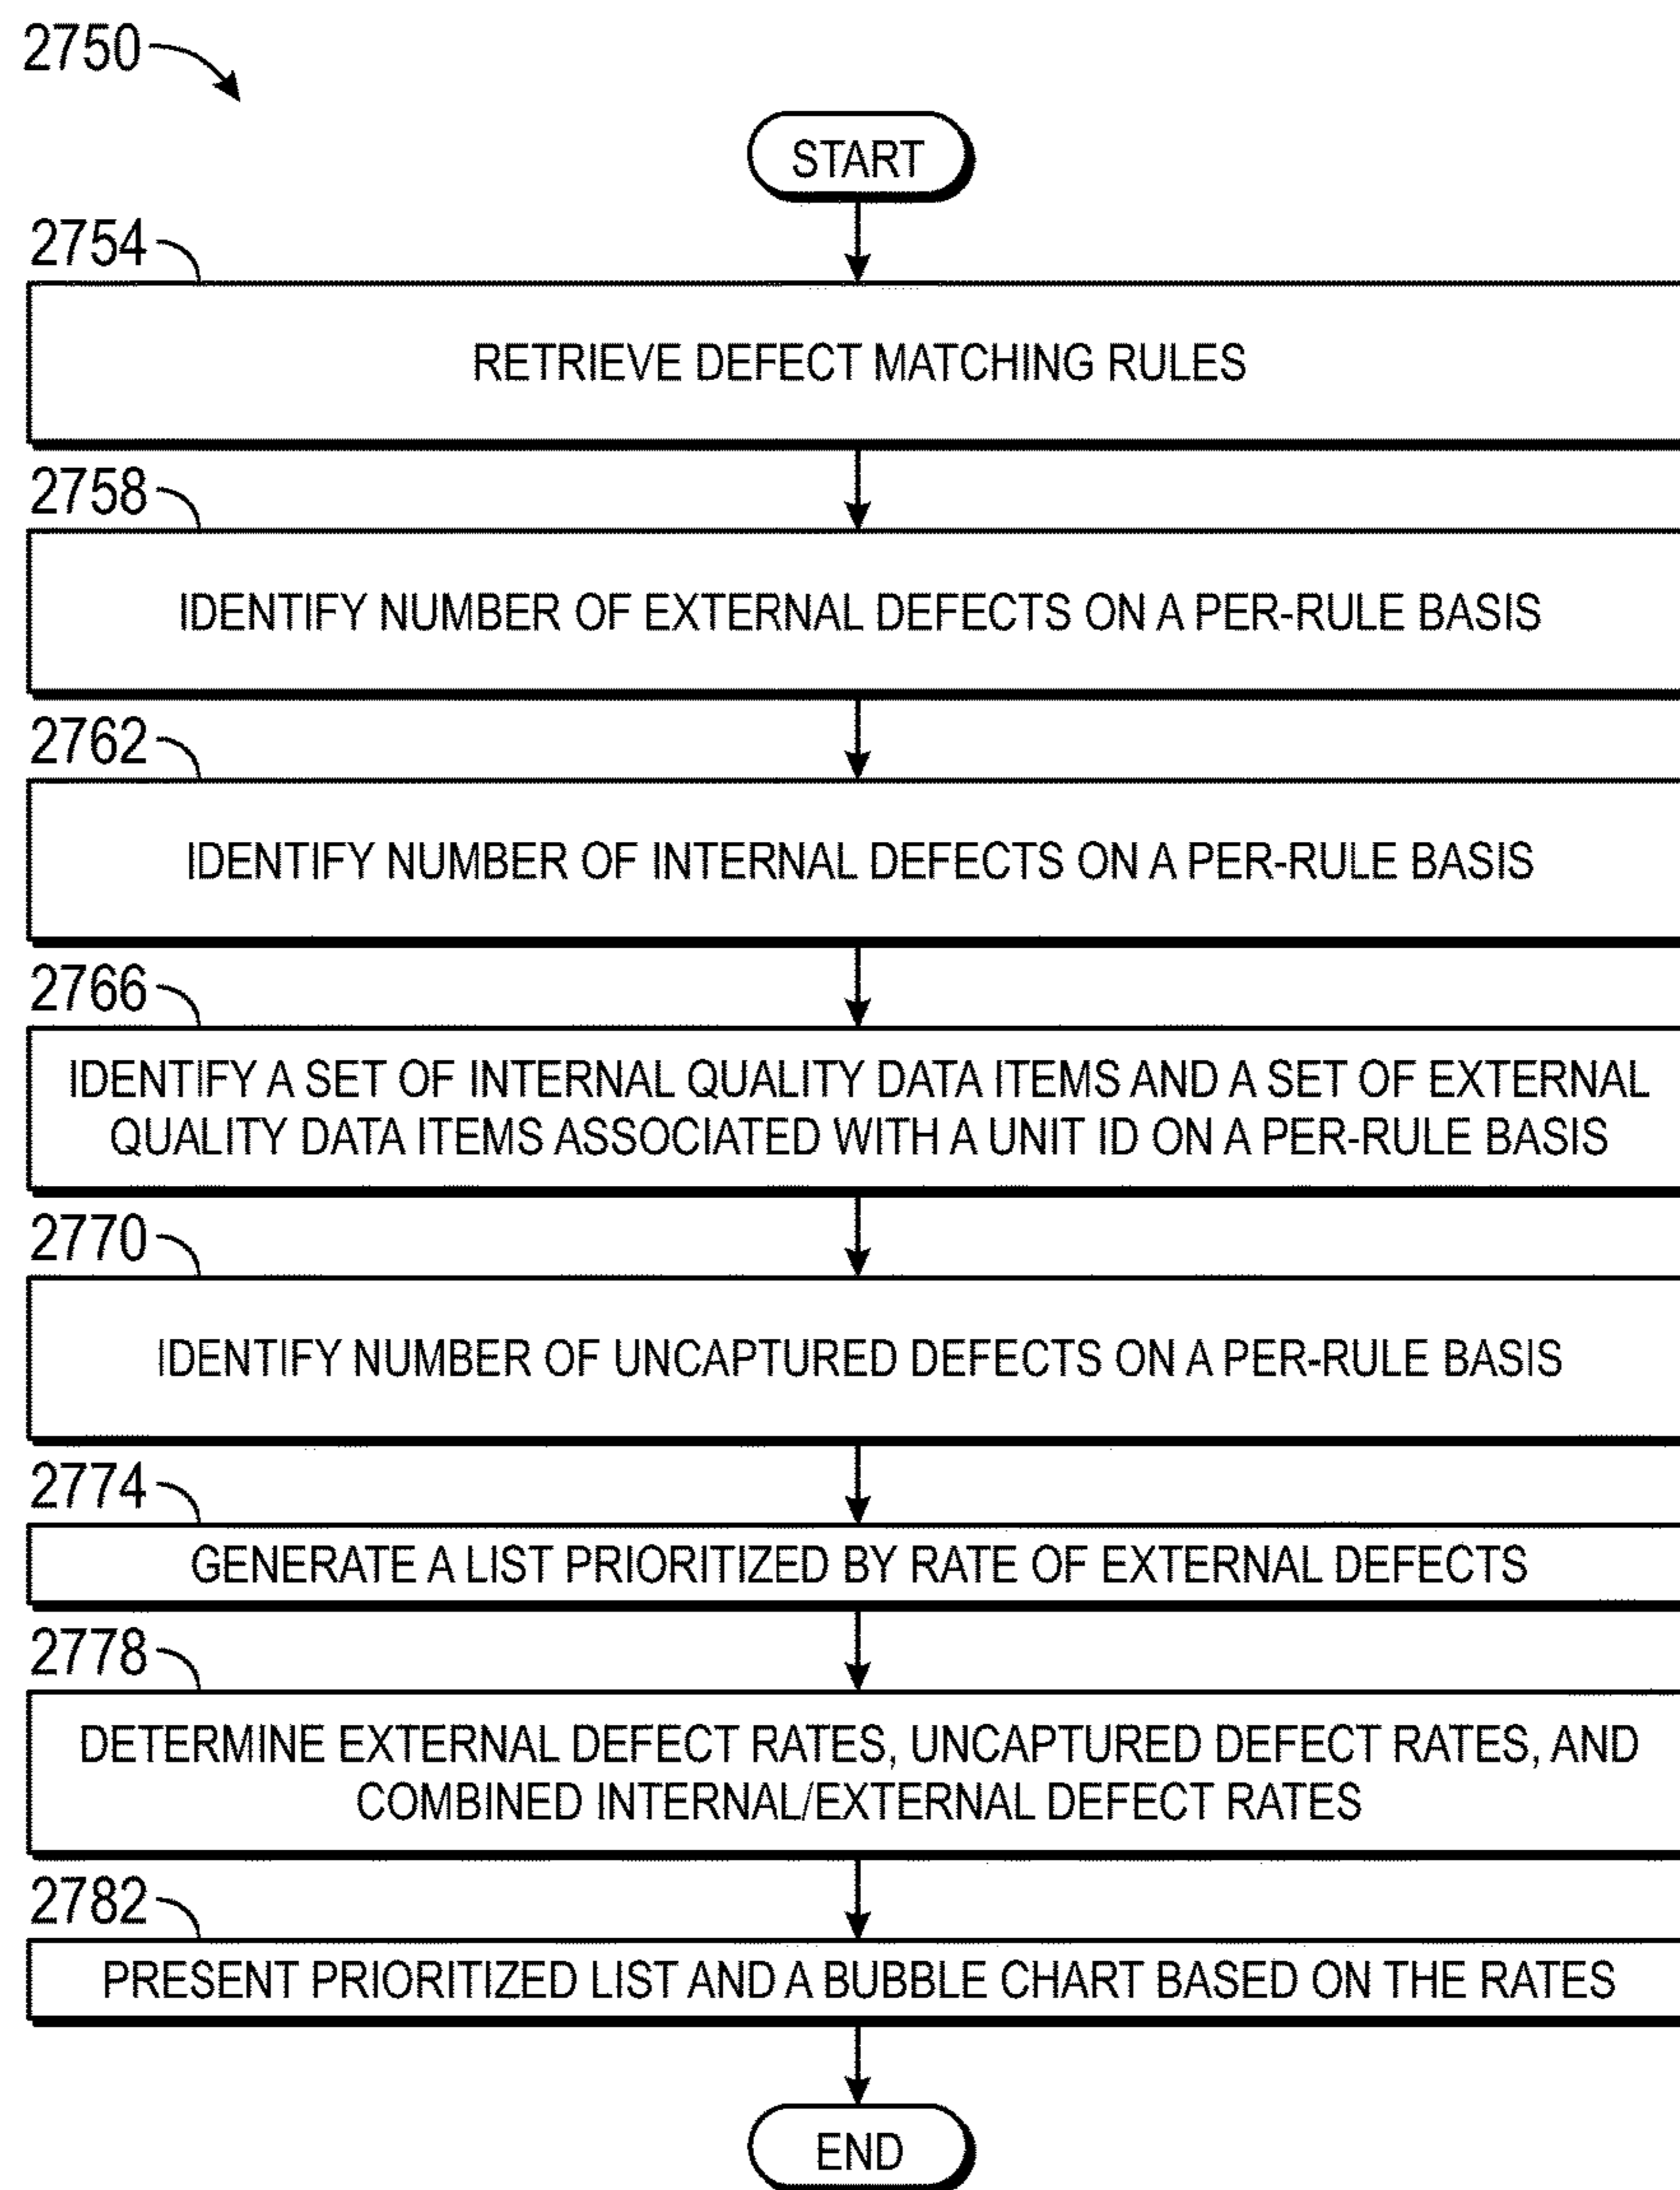 2750
START
2754
RETRIEVE DEFECT MATCHING RULES
2758
IDENTIFY NUMBER OF EXTERNAL DEFECTS ON A PER-RULE BASIS
2762
IDENTIFY NUMBER OF INTERNAL DEFECTS ON A PER-RULE BASIS
2766
IDENTIFY A SET OF INTERNAL QUALITY DATA ITEMS AND A SET OF EXTERNAL
QUALITY DATA ITEMS ASSOCIATED WITH A UNIT ID ON A PER-RULE BASIS
2770
IDENTIFY NUMBER OF UNCAPTURED DEFECTS ON A PER-RULE BASIS
2774
GENERATE A LIST PRIORITIZED BY RATE OF EXTERNAL DEFECTS
2778
DETERMINE EXTERNAL DEFECT RATES, UNCAPTURED DEFECT RATES, AND
COMBINED INTERNAL/EXTERNAL DEFECT RATES
2782
PRESENT PRIORITIZED LIST AND A BUBBLE CHART BASED ON THE RATES
END